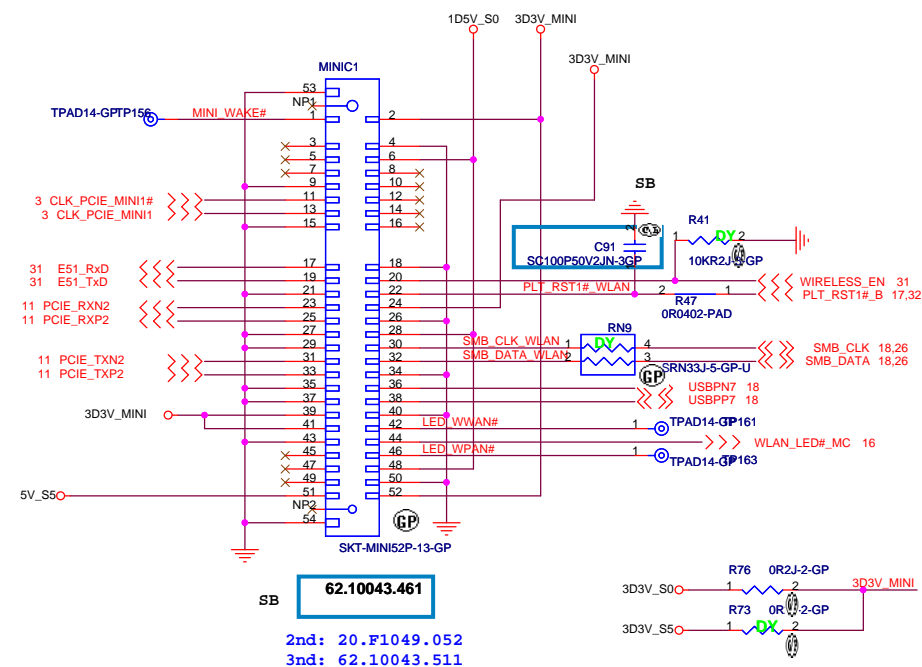 1D5V_S0 3D3V_MINI
3D3V_MINI
MINIC1
53
NP1
TPAD14-GP TP156 MINI_WAKE# 1 2
3 4
5 6
7 8
9 10
3 CLK_PCIE_MINI1# 11 12
3 CLK_PCIE_MINI1 13 14
15 16
31 E51_RxD 17 18
31 E51_TxD 19 20
21 22 PLT_RST1#_WLAN 2 1
11 PCIE_RXN2 23 24
11 PCIE_RXP2 25 26
27 28
29 30 SMB_CLK_WLAN 1 4
11 PCIE_TXN2 31 32 SMB_DATA_WLAN 2 3
11 PCIE_TXP2 33 34
35 36
37 38
3D3V_MINI 39 40
41 42 LED_WWAN# 1
43 44
45 46 LED_WPAN# 1
47 48
49 50
5V_S5 51 52
NP2
54
GP
SKT-MINI52P-13-GP
SB
C91
SC100P50V2JN-3GP
2
1
R41
1 DY 2
WIRELESS_EN 31
PLT_RST1#_B 17,32
R47
0R0402-PAD
RN9
DY
SMB_CLK 18,26
SMB_DATA 18,26
SRN33J-5-GP-U
GP
USBPN7 18
USBPP7 18
TPAD14-GP TP161
WLAN_LED#_MC 16
TPAD14-GP TP163
SB
62.10043.461
2nd: 20.F1049.052
3nd: 62.10043.511
R76 0R2J-2-GP
3D3V_S0 1 2 3D3V_MINI
R73
3D3V_S5 1 DY 2